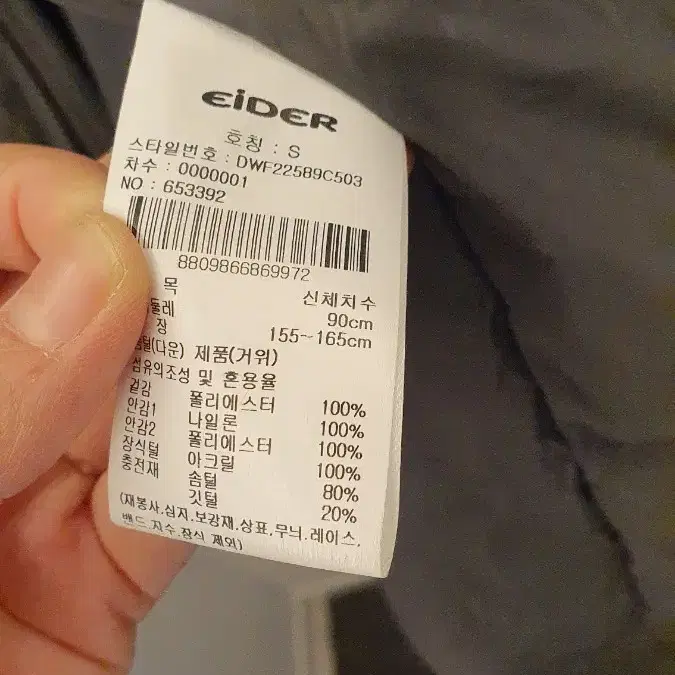 EiDER
호칭 : S
스타일번호 : DWF22589C503
차수 : 0000001
NO : 653392
8809866869972
목 신체치수
둘레 90cm
장 155~165cm
(다운) 제품(거위)
섬유의조성 및 혼용율
겉감 폴리에스터 100%
안감1 나일론 100%
안감2 폴리에스터 100%
장식털 아크릴 100%
충전재 솜털 80%
깃털 20%
(재봉사.심지.보강재.상표.무늬.레이스.
밴드.지수.장식 제외)